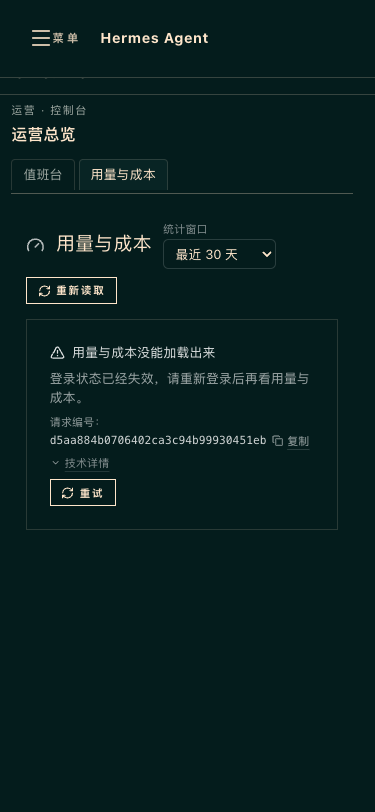 菜单 Hermes Agent
运营 · 控制台
运营总览
值班台 用量与成本
用量与成本
统计窗口
最近 30 天
重新读取
用量与成本没能加载出来
登录状态已经失效，请重新登录后再看用量与
成本。
请求编号：
d5aa884b0706402ca3c94b99930451eb 复制
技术详情
重试